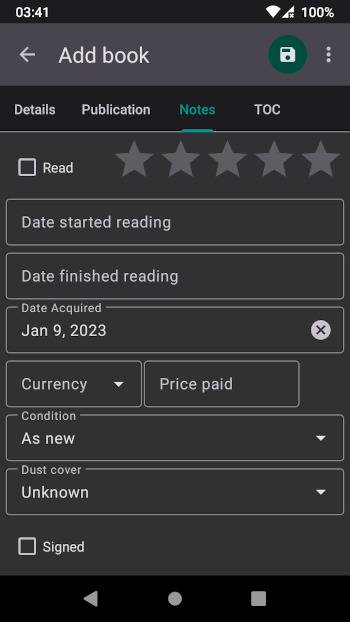 03:41 100%
Add book
Details Publication Notes TOC
Read
Date started reading
Date finished reading
Date Acquired
Jan 9, 2023
Currency Price paid
Condition
As new
Dust cover
Unknown
Signed